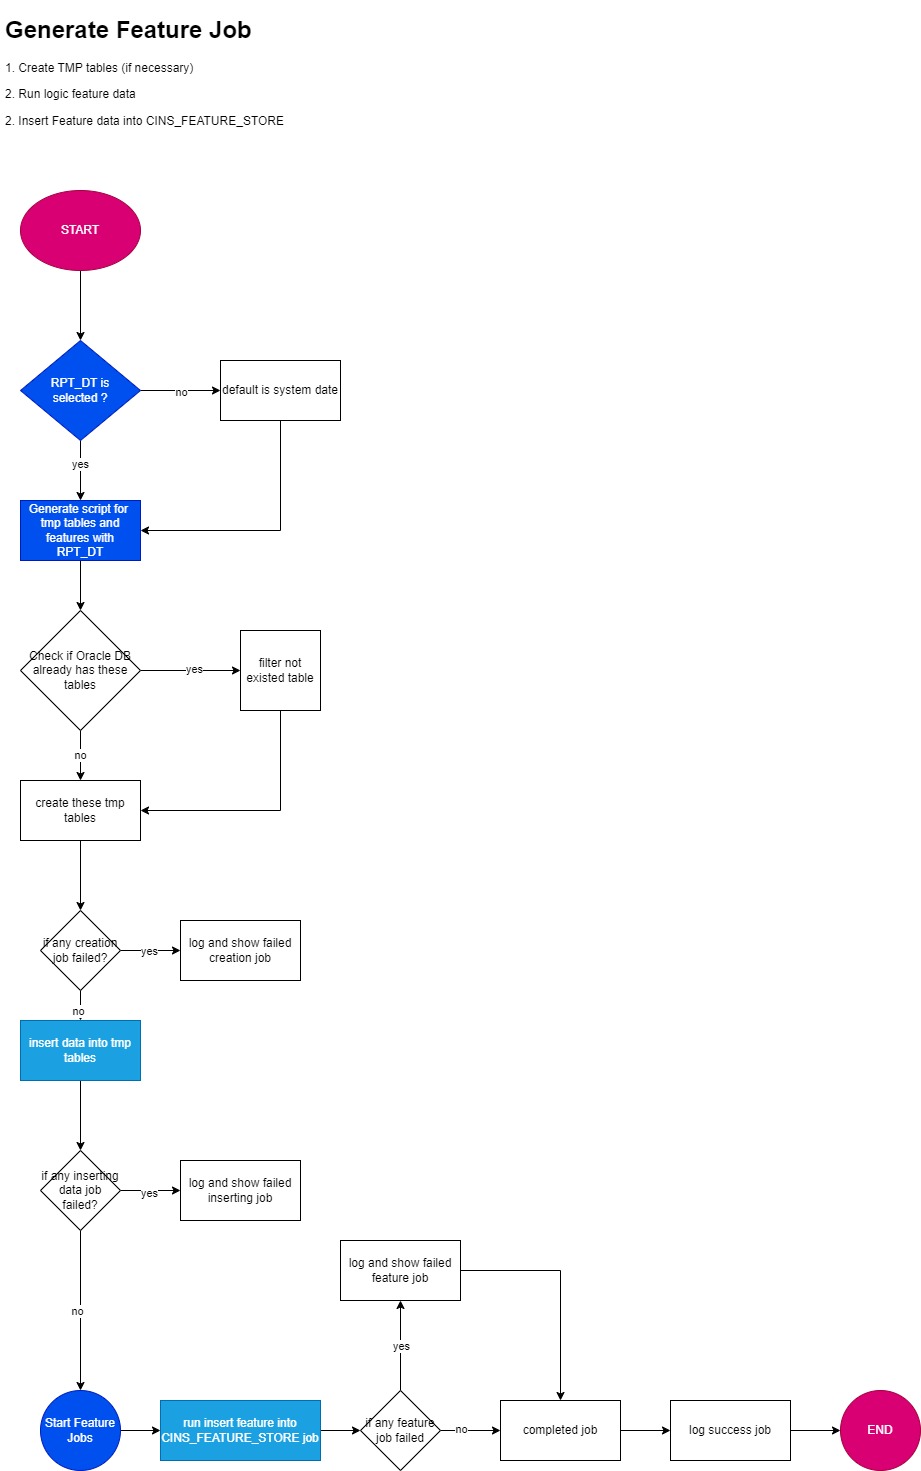 Generate Feature Job
1. Create TMP tables (if necessary)
2. Run logic feature data
2. Insert Feature data into CINS_FEATURE_STORE
START
RPT_DT is
selected ?
no
default is system date
yes
Generate script for
tmp tables and
features with
RPT_DT
Check if Oracle DB
already has these
tables
yes
filter not
existed table
no
create these tmp
tables
if any creation
job failed?
yes
log and show failed
creation job
no
insert data into tmp
tables
if any inserting
data job
failed?
yes
log and show failed
inserting job
no
log and show failed
feature job
yes
Start Feature
Jobs
run insert feature into
CINS_FEATURE_STORE job
if any feature
job failed
no
completed job
log success job
END